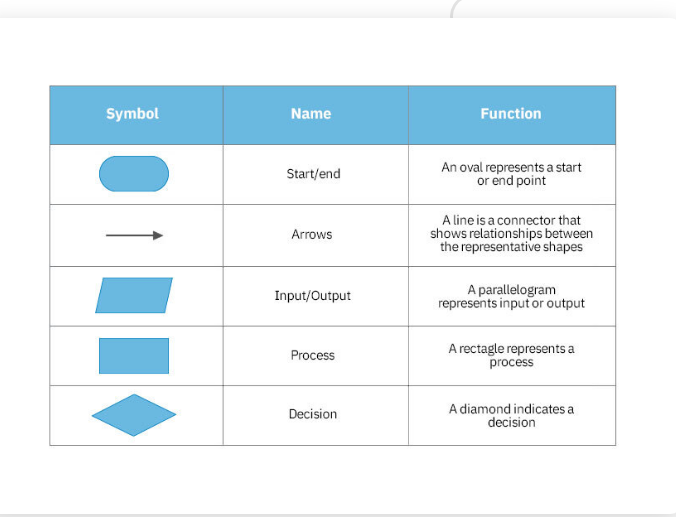 Symbol
Name
Function
Start/end
An oval represents a start
or end point
Arrows
A line is a connector that
shows relationships between
the representative shapes
Input/Output
A parallelogram
represents input or output
Process
A rectagle represents a
process
Decision
A diamond indicates a
decision